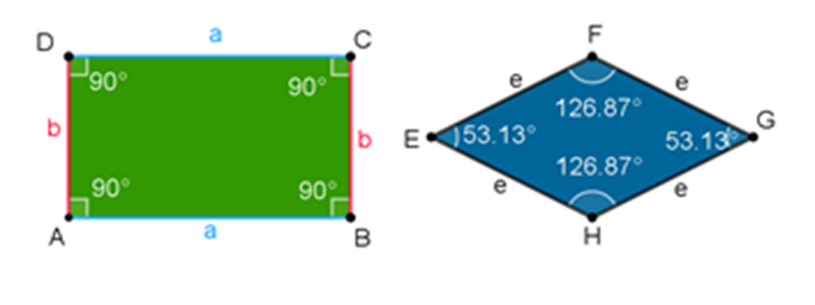 D a C
90° 90°
b b
90° 90°
A a B
F
e e
126.87°
E 53.13° 53.13° G
126.87°
e e
H